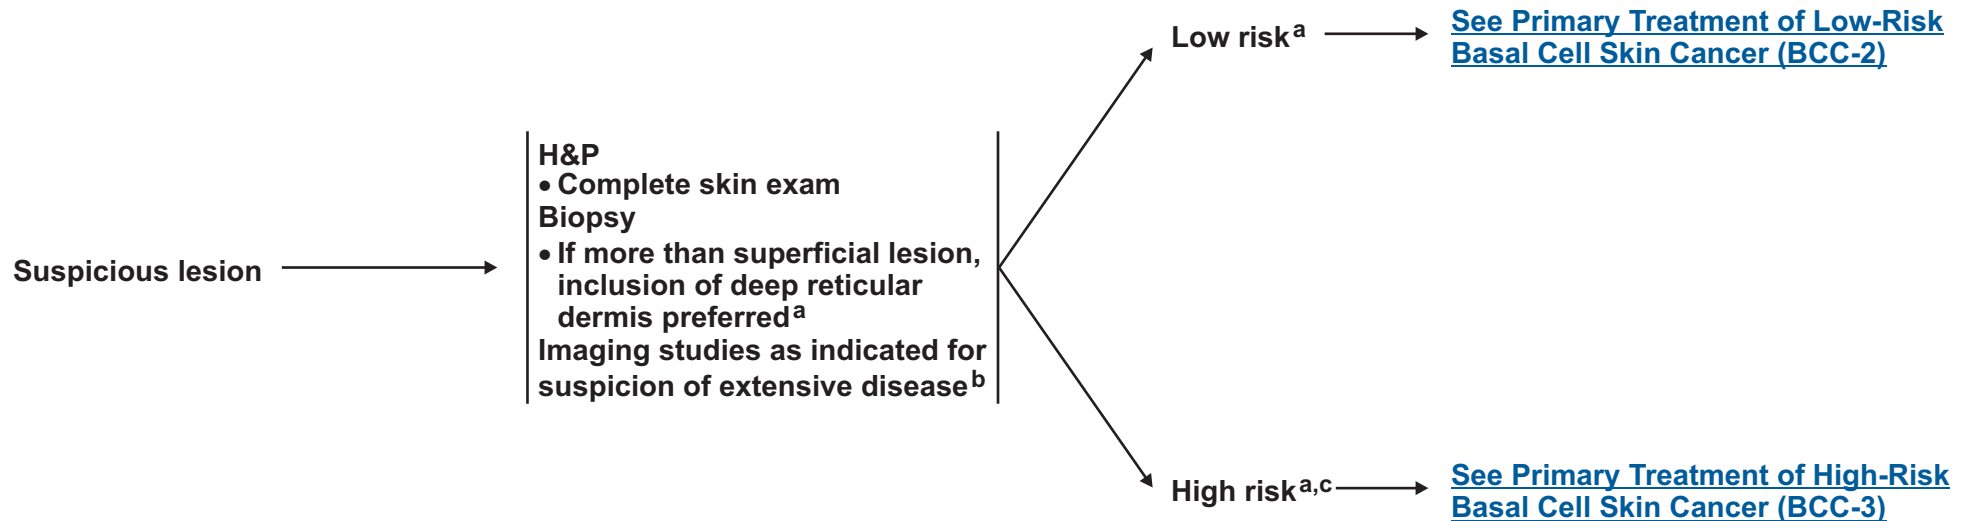 Suspicious lesion
H&P
• Complete skin exam
Biopsy
• If more than superficial lesion,
inclusion of deep reticular
dermis preferred a
Imaging studies as indicated for
suspicion of extensive disease b
Low risk a
See Primary Treatment of Low-Risk
Basal Cell Skin Cancer (BCC-2)
High risk a,c
See Primary Treatment of High-Risk
Basal Cell Skin Cancer (BCC-3)